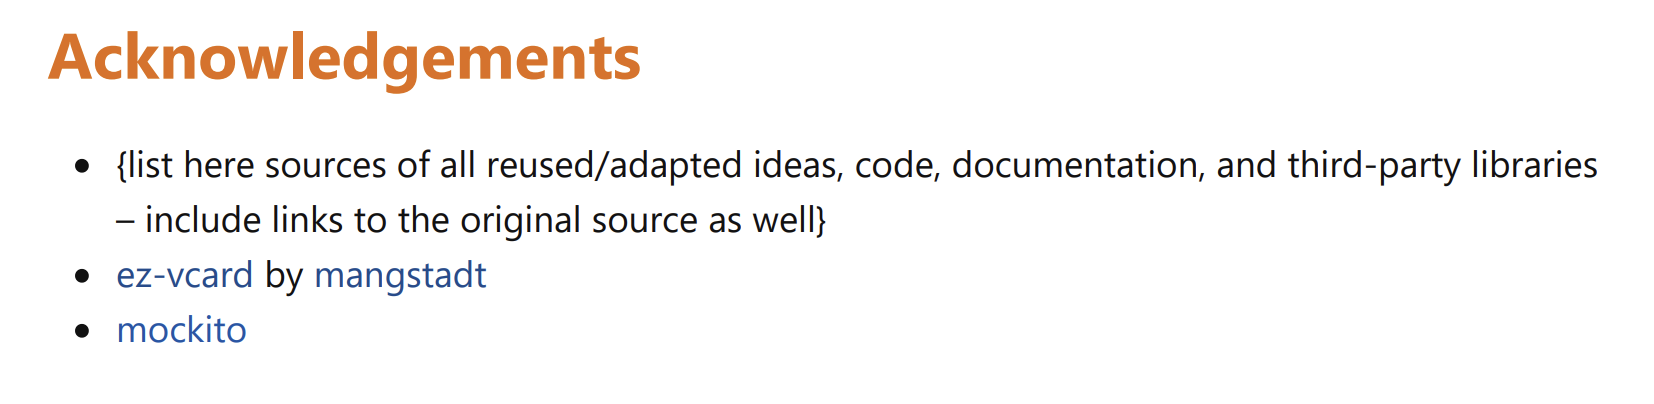 Acknowledgements
• {list here sources of all reused/adapted ideas, code, documentation, and third-party libraries
– include links to the original source as well}
• ez-vcard by mangstadt
• mockito